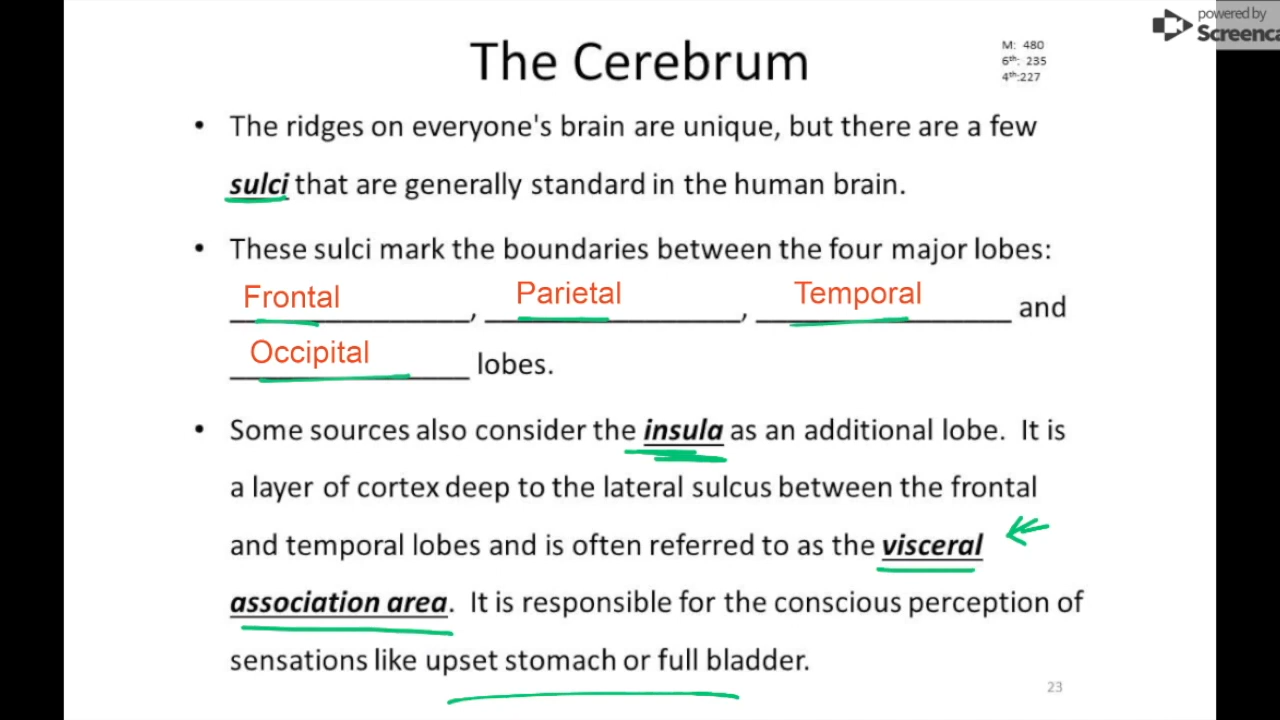 powered by
Screenca
The Cerebrum
M: 480
6th: 235
4th:227
• The ridges on everyone's brain are unique, but there are a few
sulci that are generally standard in the human brain.
• These sulci mark the boundaries between the four major lobes:
Frontal, Parietal, Temporal and
Occipital lobes.
• Some sources also consider the insula as an additional lobe. It is
a layer of cortex deep to the lateral sulcus between the frontal
and temporal lobes and is often referred to as the visceral
association area. It is responsible for the conscious perception of
sensations like upset stomach or full bladder.
23